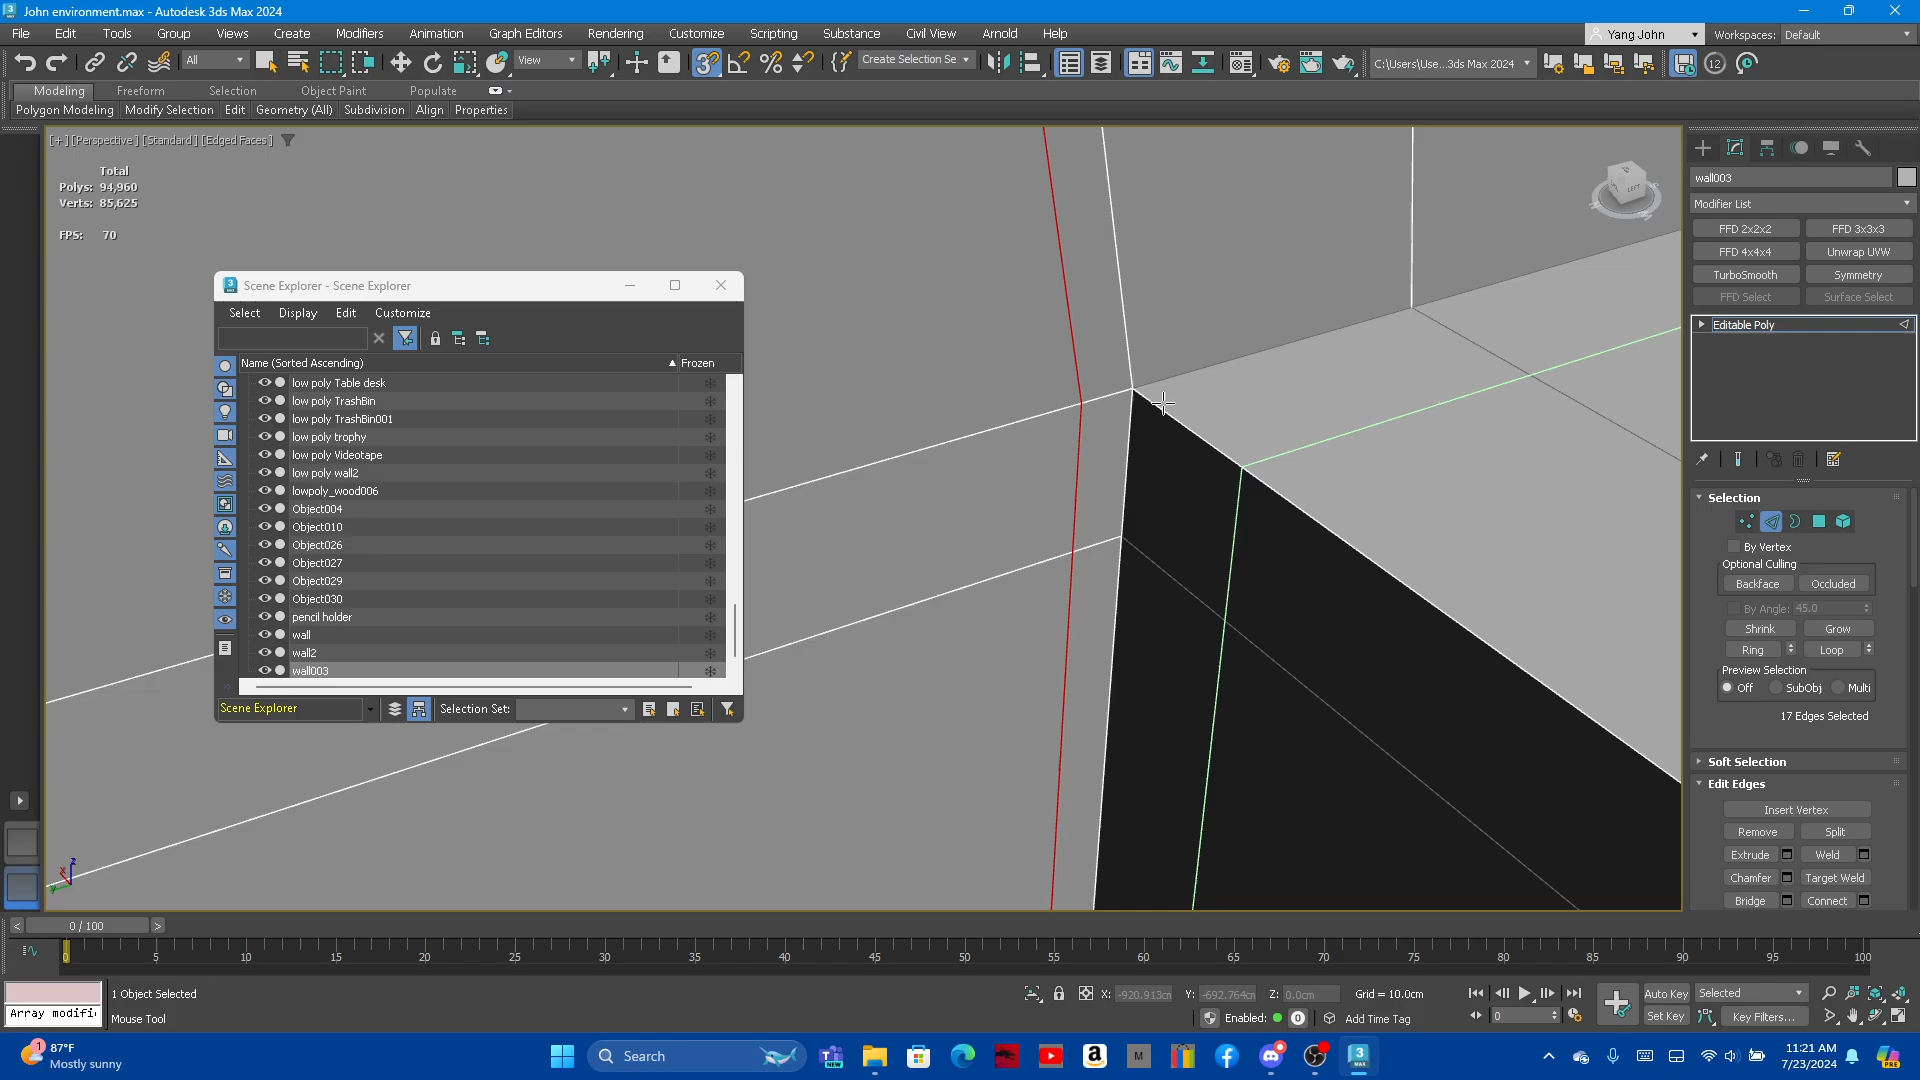 John environment.max - Autodesk 3ds Max 2024
File Edit Tools Group Views Create Modifiers Animation Graph Editors Rendering Customize Scripting Substance Civil View Arnold Help
Yang John Workspaces: Default
All View Create Selection Se C:\Users\Use...3ds Max 2024
Modeling Freeform Selection Object Paint Populate
Polygon Modeling Modify Selection Edit Geometry (All) Subdivision Align Properties
[+] [Perspective] [Standard] [Edged Faces]
Total
Polys: 94,960
Verts: 85,625
FPS: 70
Scene Explorer - Scene Explorer
Select Display Edit Customize
Name (Sorted Ascending) Frozen
low poly Table desk
low poly TrashBin
low poly TrashBin001
low poly trophy
low poly Videotape
low poly wall2
lowpoly_wood006
Object004
Object010
Object026
Object027
Object029
Object030
pencil holder
wall
wall2
wall003
Scene Explorer Selection Set:
LEFT
wall003
Modifier List
FFD 2x2x2 FFD 3x3x3
FFD 4x4x4 Unwrap UVW
TurboSmooth Symmetry
FFD Select Surface Select
Editable Poly
Selection
By Vertex
Optional Culling
Backface Occluded
By Angle: 45.0
Shrink Grow
Ring Loop
Preview Selection
Off SubObj Multi
17 Edges Selected
Soft Selection
Edit Edges
Insert Vertex
Remove Split
Extrude Weld
Chamfer Target Weld
Bridge Connect
z
x
y
0 / 100
0 5 10 15 20 25 30 35 40 45 50 55 60 65 70 75 80 85 90 95 100
1 Object Selected X: -920.913cm Y: -692.764cm Z: 0.0cm Grid = 10.0cm Auto Key Selected
Array modifi
Mouse Tool Enabled: 0 Add Time Tag 0 Set Key Key Filters...
87°F
Mostly sunny
Search
11:21 AM
7/23/2024